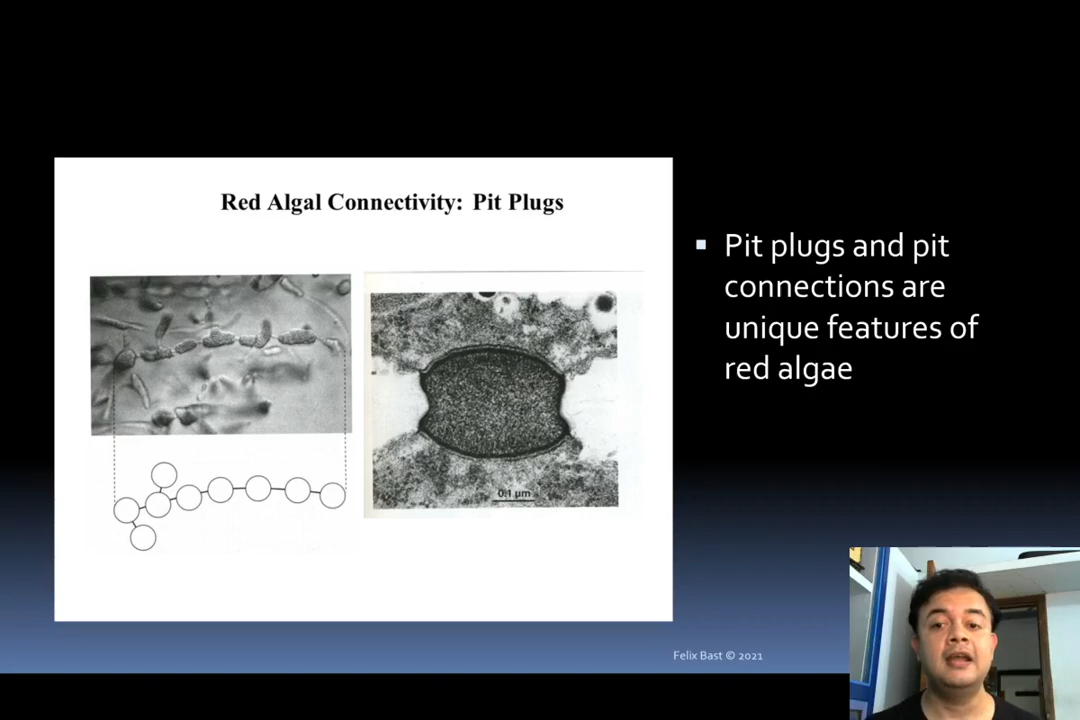 Red Algal Connectivity: Pit Plugs
0.1 µm
▪ Pit plugs and pit
connections are
unique features of
red algae
Felix Bast © 2021